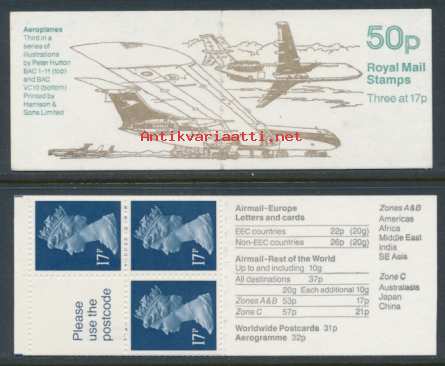 Aeroplanes
Third in a
series of
illustrations
by Peter Hutton
BAC 1-11 (top)
and BAC
VC10 (bottom)
Printed by
Harrison &
Sons Limited
50p
Royal Mail
Stamps
Three at 17p
Antikvariaatti.net
17P
17P
Please
use the
postcode
17P
Airmail–Europe
Letters and cards
EEC countries 22p (20g)
Non-EEC countries 26p (20g)
Airmail–Rest of the World
Up to and including 10g
All destinations 37p
20g Each additional 10g
Zones A&B 53p 17p
Zone C 57p 21p
Worldwide Postcards 31p
Aerogramme 32p
Zones A&B
Americas
Africa
Middle East
India
SE Asia
Zone C
Australasia
Japan
China